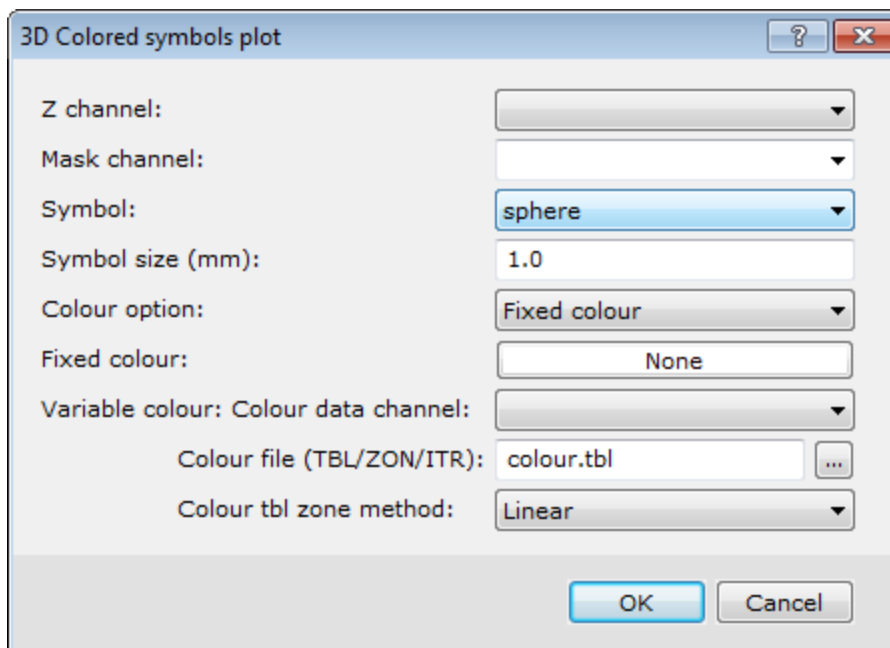 3D Colored symbols plot
Z channel:
Mask channel:
Symbol: sphere
Symbol size (mm): 1.0
Colour option: Fixed colour
Fixed colour: None
Variable colour: Colour data channel:
Colour file (TBL/ZON/ITR): colour.tbl ...
Colour tbl zone method: Linear
OK Cancel